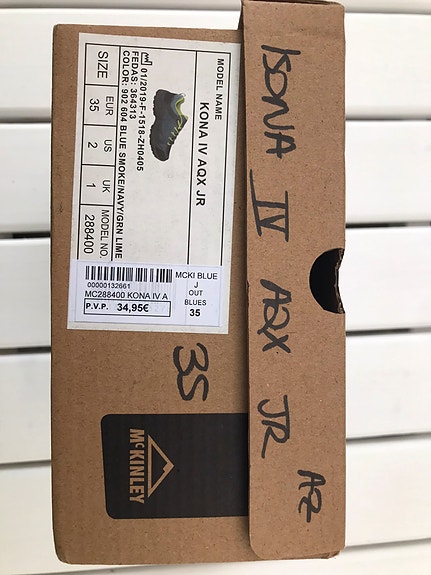 KONA IV AQX JR
AZ
MODEL NAME
KONA IV AQX JR
01/2019-F-1518-ZH0405
FEDAS: 364313
COLOR: 902 604 BLUE SMOKE/NAVY/GRN LIME
SIZE EUR US UK MODEL NO.
35 2 1 288400
00000132661
MC288400 KONA IV A
P.V.P. 34,95€
MCKI BLUE
J
OUT
BLUES
35
35
McKINLEY